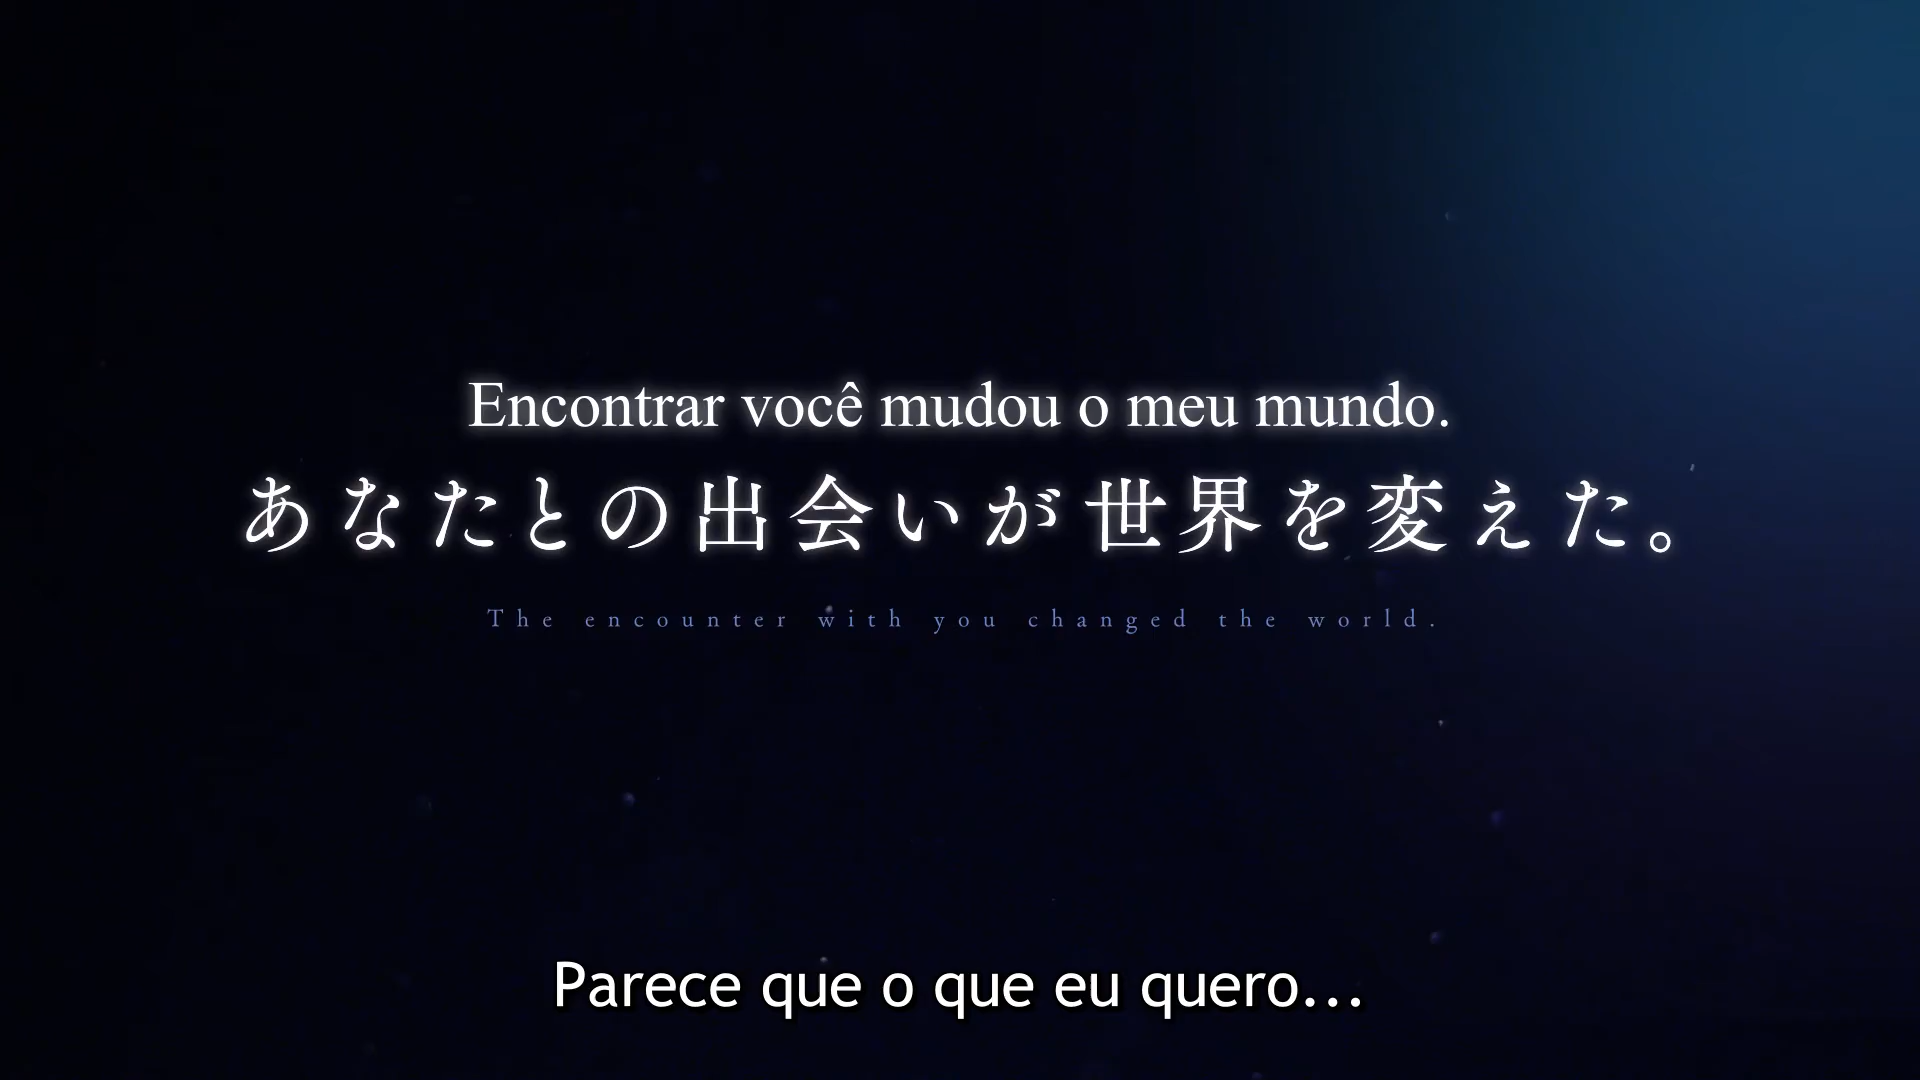 Encontrar você mudou o meu mundo.
あなたとの出会いが世界を変えた。
The encounter with you changed the world.
Parece que o que eu quero...